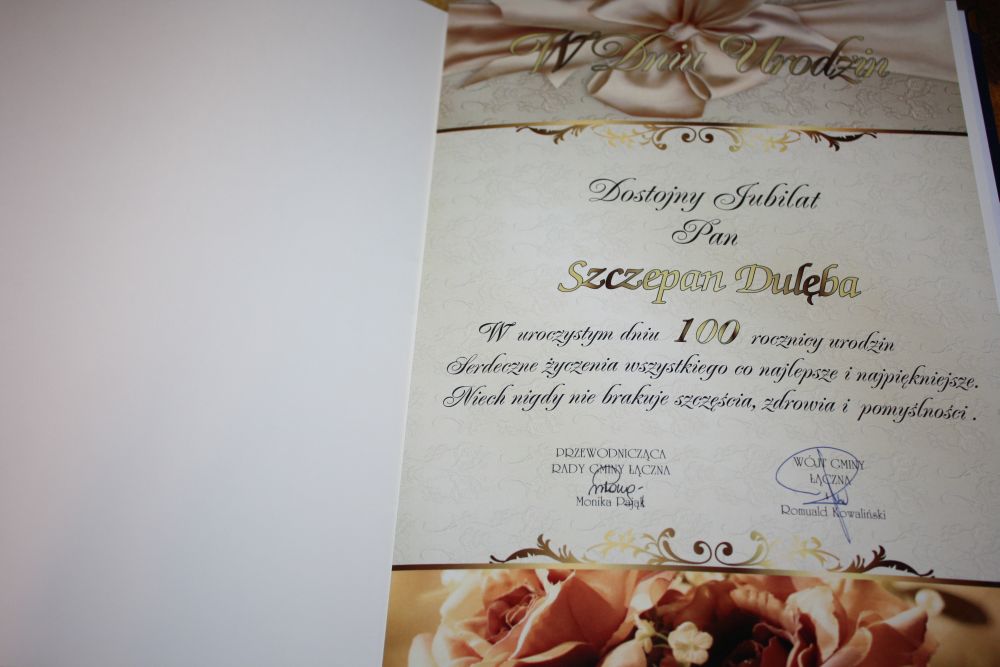 W Dniu Urodzin
Dostojny Jubilat
Pan
Szczepan Dulęba
W uroczystym dniu 100 rocznicy urodzin
Serdeczne życzenia wszystkiego co najlepsze i najpiękniejsze.
Niech nigdy nie brakuje szczęścia, zdrowia i pomyślności.
PRZEWODNICZĄCA
RADY GMINY ŁĄCZNA
Monika Pająk
WÓJT GMINY
ŁĄCZNA
Romuald Kowaliński